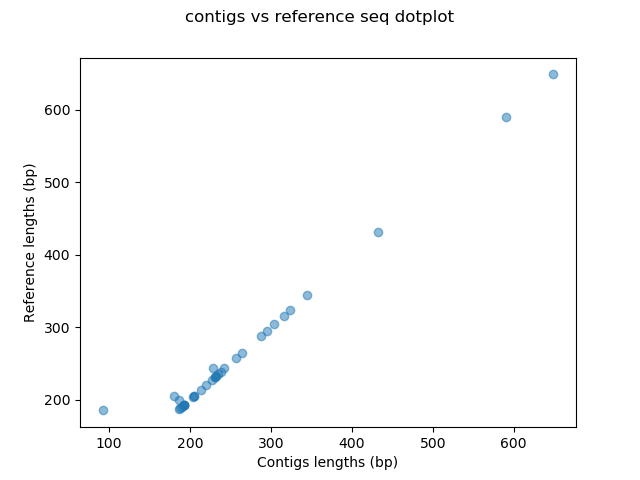 contigs vs reference seq dotplot
600
500
400
300
200
Reference lengths (bp)
100 200 300 400 500 600
Contigs lengths (bp)